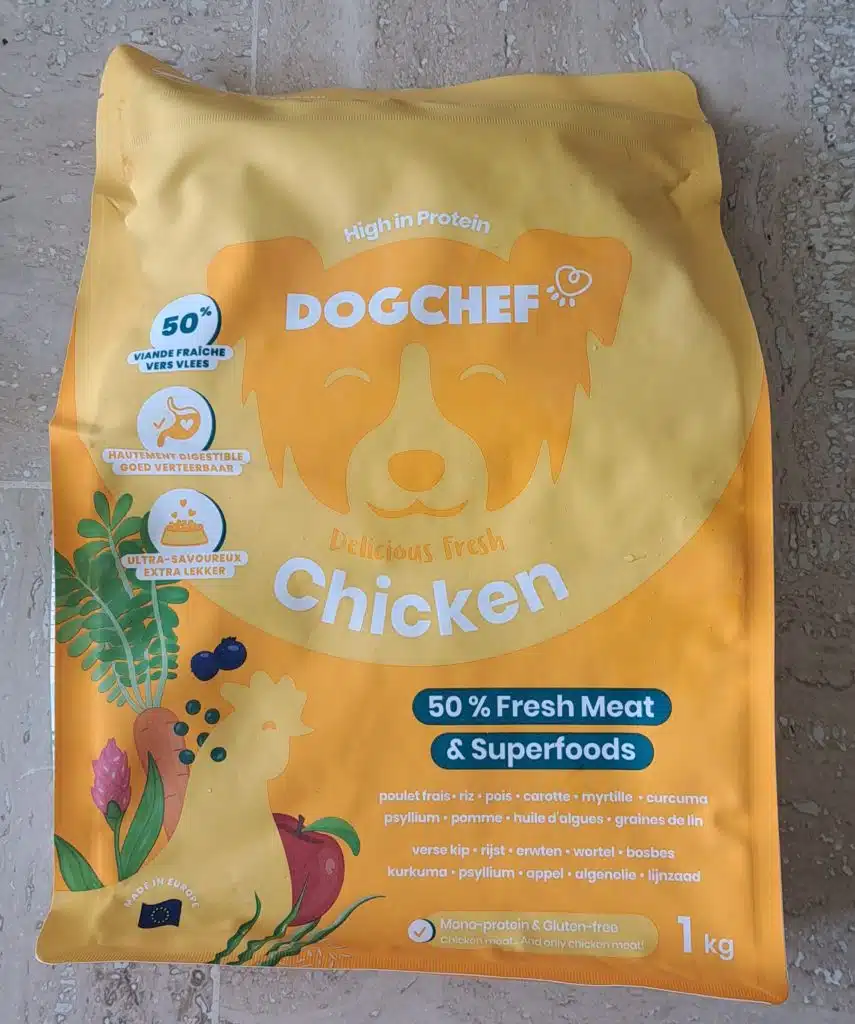 High in Protein
DOGCHEF
50%
VIANDE FRAÎCHE
VERS VLEES
HAUTEMENT DIGESTIBLE
GOED VERTEERBAAR
ULTRA-SAVOUREUX
EXTRA LEKKER
Delicious Fresh
Chicken
50 % Fresh Meat
& Superfoods
poulet frais • riz • pois • carotte • myrtille • curcuma
psyllium • pomme • huile d'algues • graines de lin
verse kip • rijst • erwten • wortel • bosbes
kurkuma • psyllium • appel • algenolie • lijnzaad
MADE IN EUROPE
Mono-protein & Gluten-free
Chicken meat. And only chicken meat!
1 kg